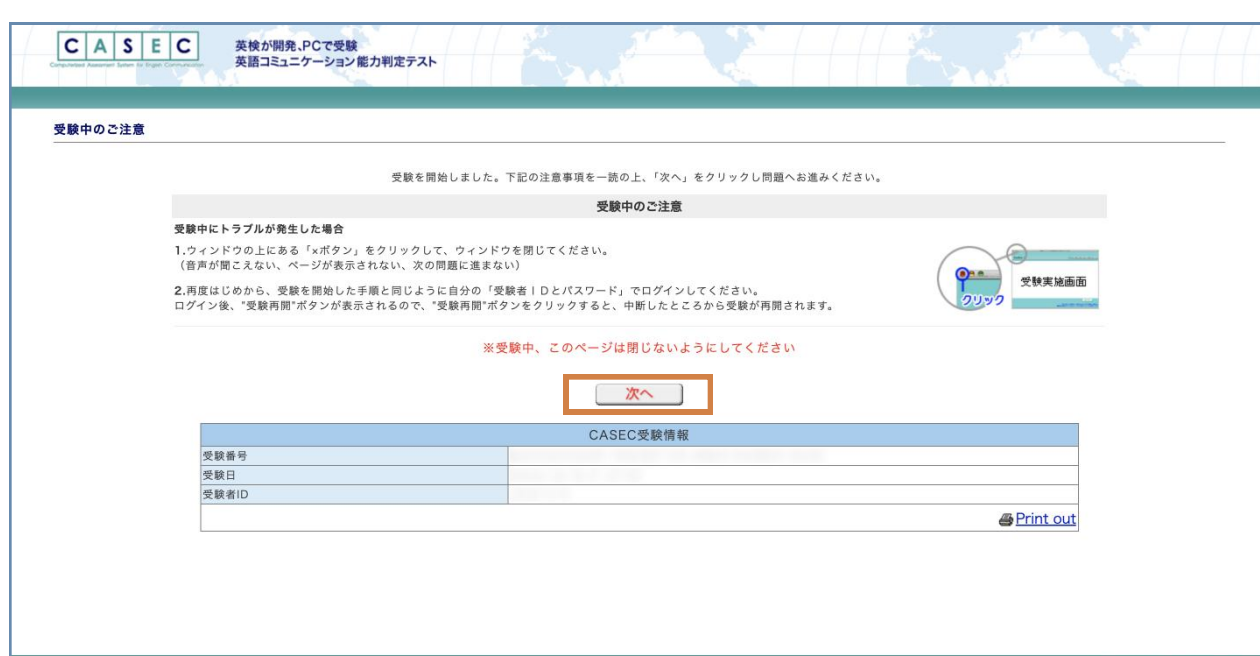 CASEC
Computerized Assessment System for English Communication
英検が開発、PCで受験
英語コミュニケーション能力判定テスト
受験中のご注意
受験を開始しました。下記の注意事項を一読の上、「次へ」をクリックし問題へお進みください。
受験中のご注意
受験中にトラブルが発生した場合
1.ウィンドウの上にある「×ボタン」をクリックして、ウィンドウを閉じてください。
（音声が聞こえない、ページが表示されない、次の問題に進まない）
2.再度はじめから、受験を開始した手順と同じように自分の「受験者ＩＤとパスワード」でログインしてください。
ログイン後、"受験再開"ボタンが表示されるので、"受験再開"ボタンをクリックすると、中断したところから受験が再開されます。
クリック
受験実施画面
※受験中、このページは閉じないようにしてください
次へ
CASEC受験情報
受験番号
受験日
受験者ID
Print out